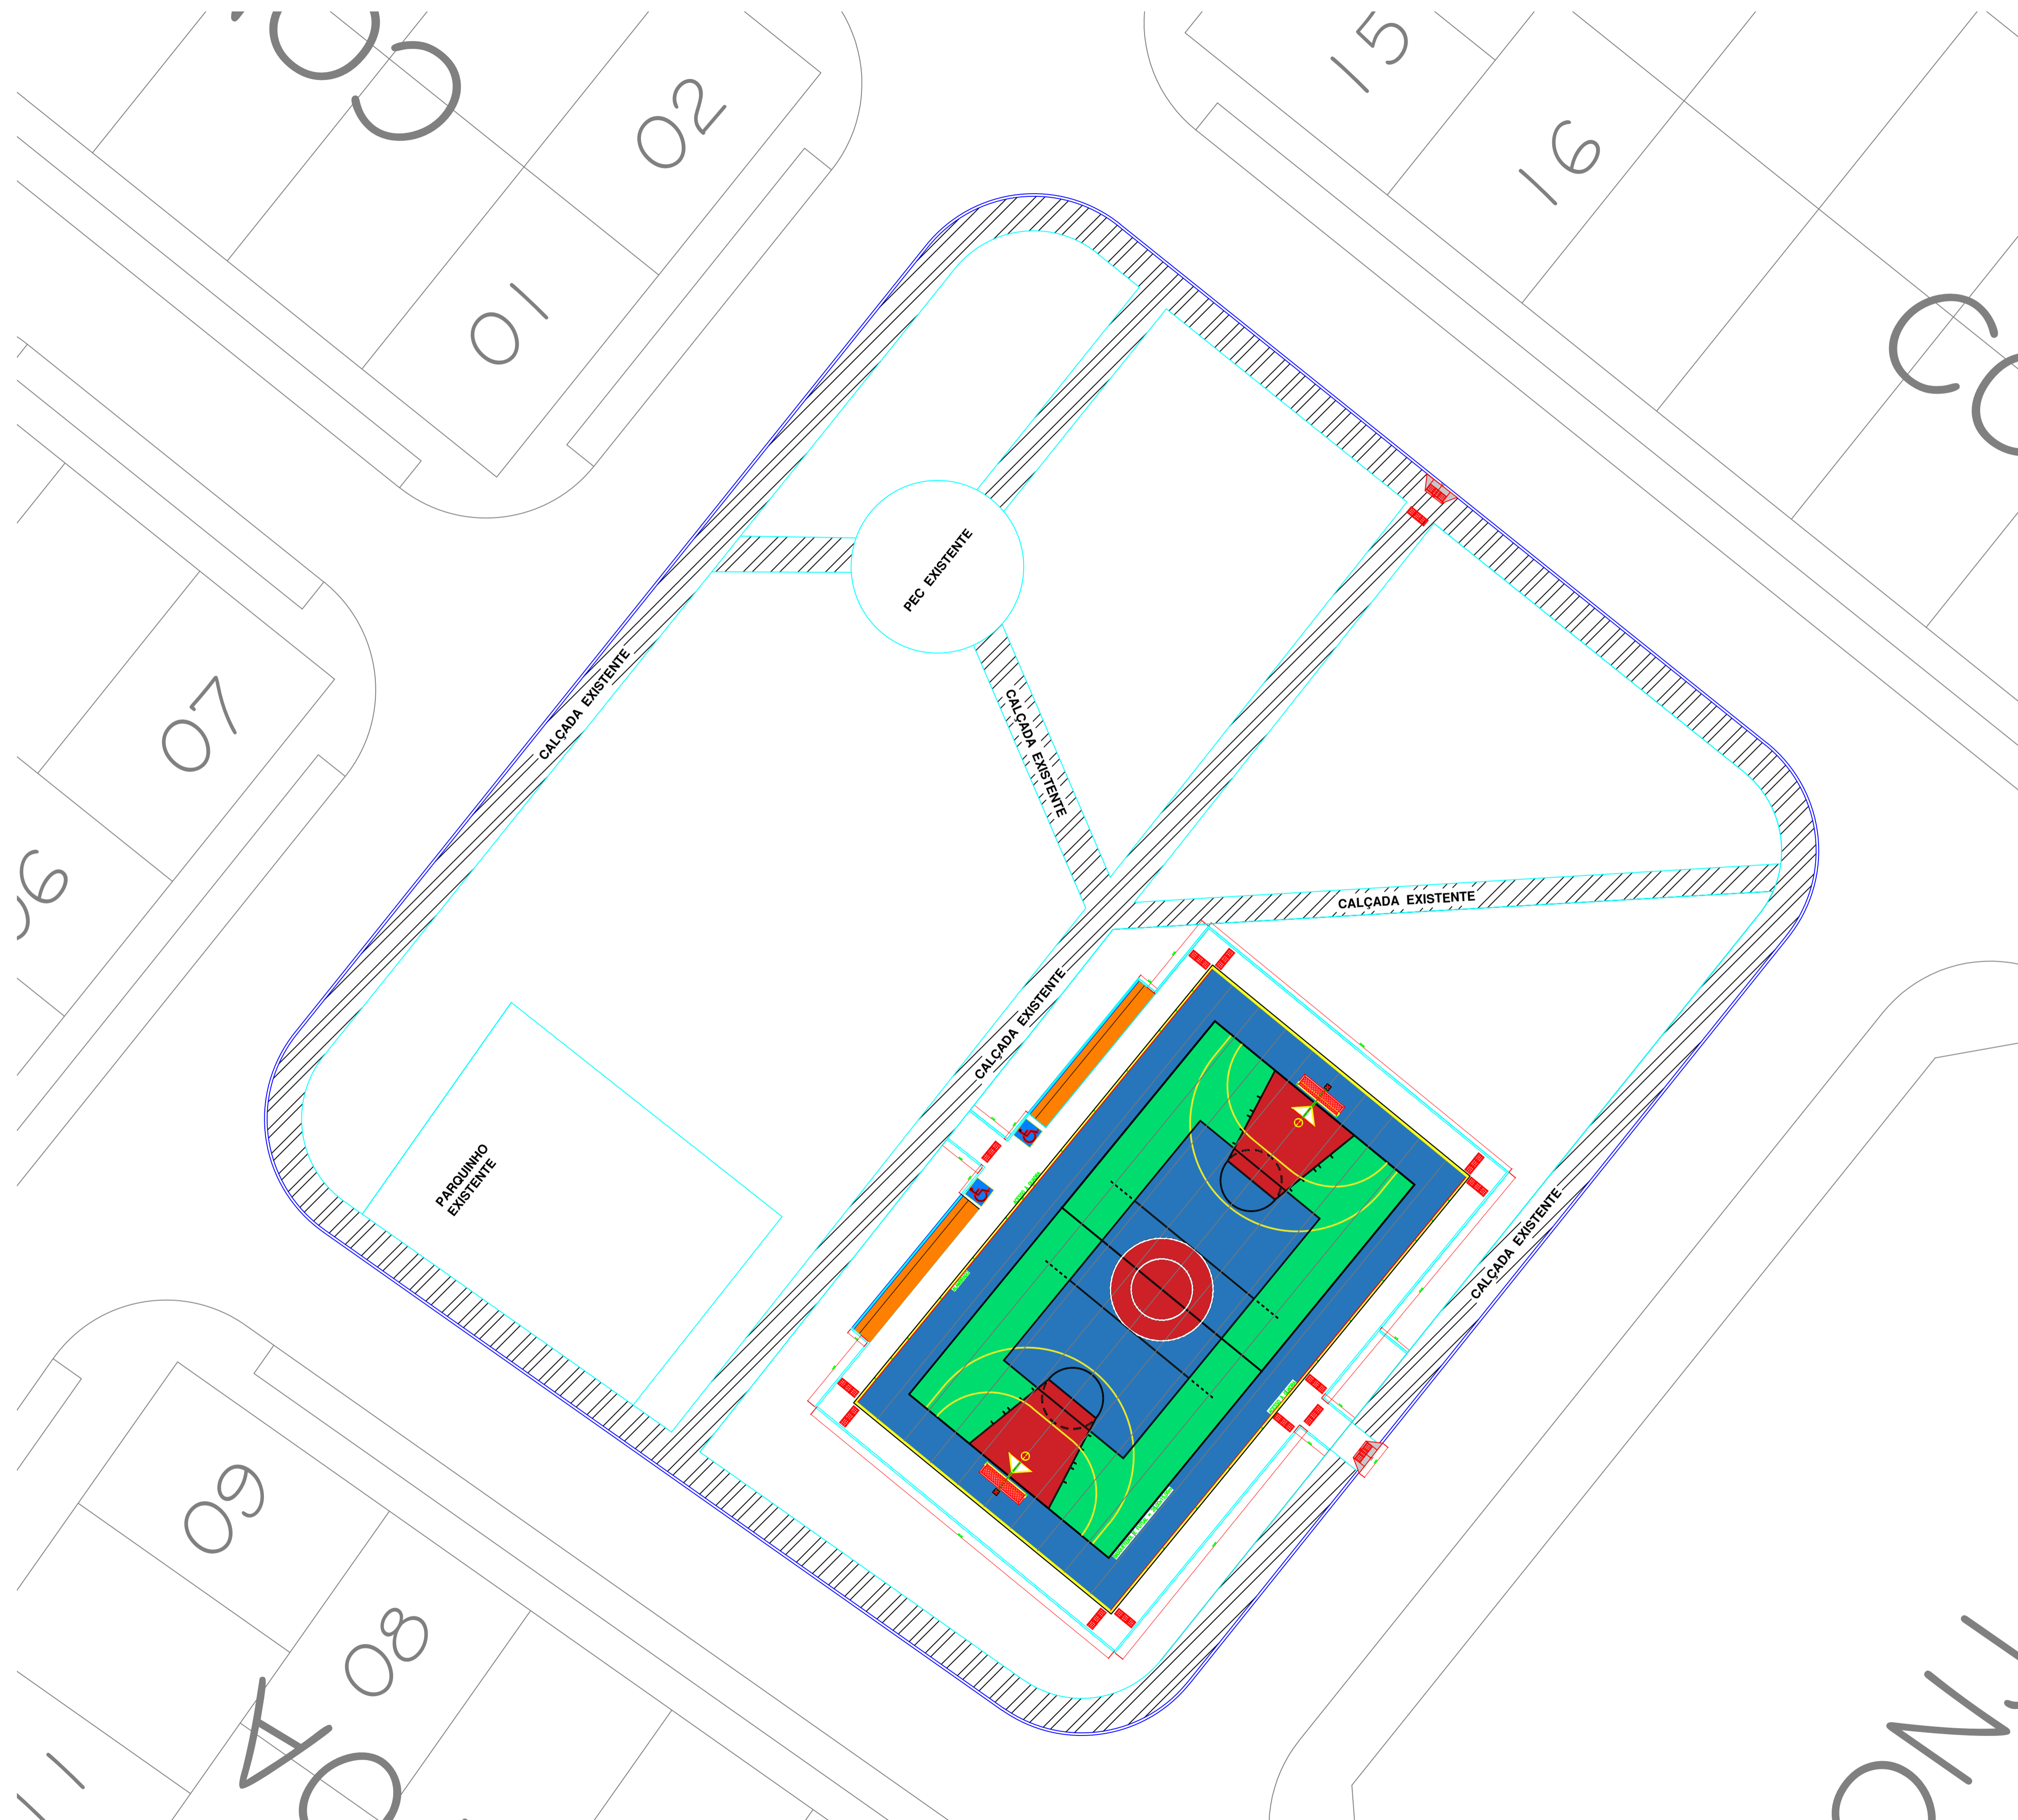 15
02
16
01
PEC EXISTENTE
CALÇADA EXISTENTE
07
CALÇADA EXISTENTE
CALÇADA EXISTENTE
CALÇADA EXISTENTE
PARQUINHO
EXISTENTE
CALÇADA EXISTENTE
09
08